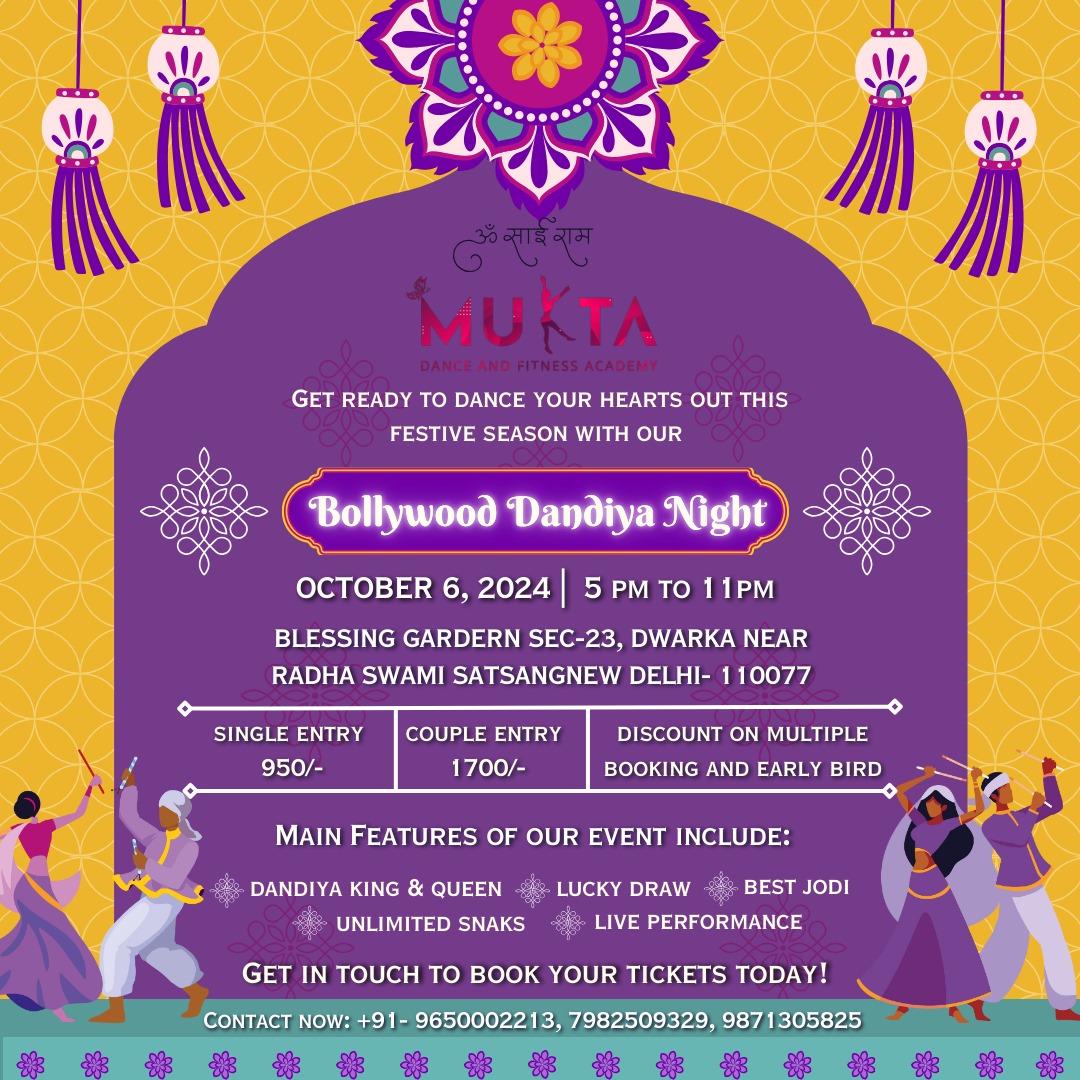 ॐ साईं राम
MUKTA
DANCE AND FITNESS ACADEMY
GET READY TO DANCE YOUR HEARTS OUT THIS
FESTIVE SEASON WITH OUR
Bollywood Dandiya Night
OCTOBER 6, 2024 | 5 PM TO 11PM
BLESSING GARDERN SEC-23, DWARKA NEAR
RADHA SWAMI SATSANGNEW DELHI- 110077
SINGLE ENTRY
950/-
COUPLE ENTRY
1700/-
DISCOUNT ON MULTIPLE
BOOKING AND EARLY BIRD
MAIN FEATURES OF OUR EVENT INCLUDE:
DANDIYA KING & QUEEN LUCKY DRAW BEST JODI
UNLIMITED SNAKS LIVE PERFORMANCE
GET IN TOUCH TO BOOK YOUR TICKETS TODAY!
CONTACT NOW: +91- 9650002213, 7982509329, 9871305825